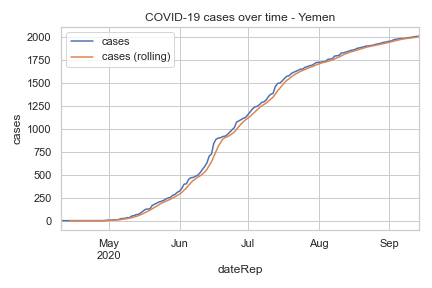 COVID-19 cases over time - Yemen
cases
cases (rolling)
2000
1750
1500
1250
1000
750
500
250
0
cases
May
2020
Jun
Jul
Aug
Sep
dateRep